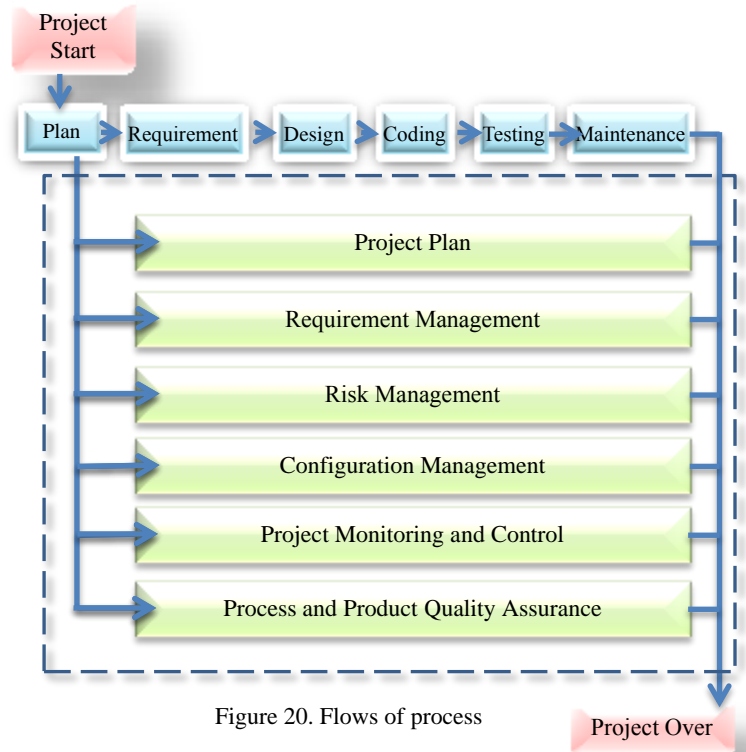 Project
Start
Plan
Requirement
Design
Coding
Testing
Maintenance
Project Plan
Requirement Management
Risk Management
Configuration Management
Project Monitoring and Control
Process and Product Quality Assurance
Figure 20. Flows of process
Project Over